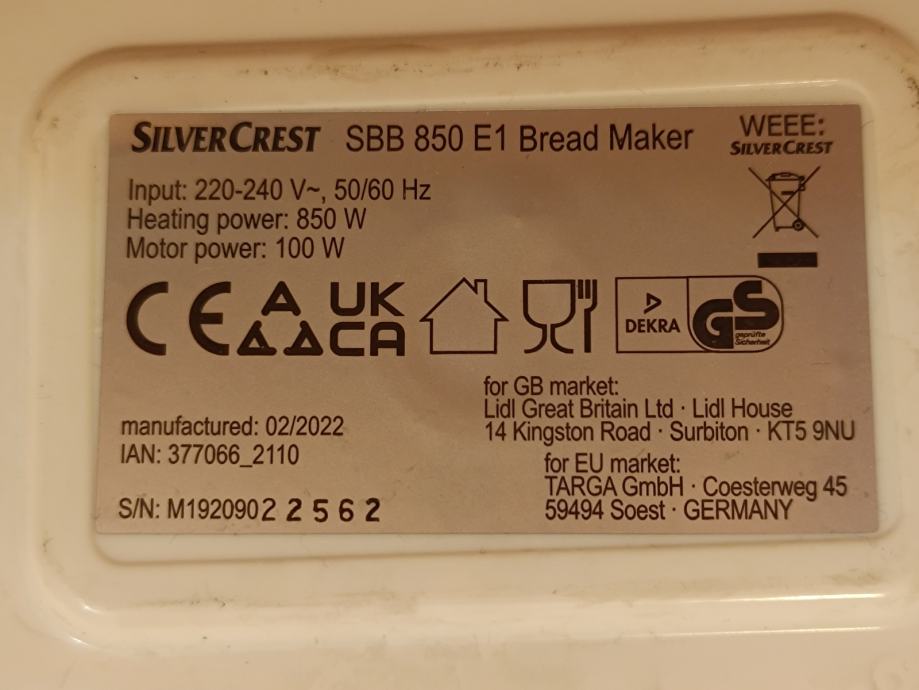 SILVERCREST SBB 850 E1 Bread Maker
WEEE:
SILVERCREST
Input: 220-240 V~, 50/60 Hz
Heating power: 850 W
Motor power: 100 W
CE
UK
CA
DEKRA
GS
geprüfte
Sicherheit
for GB market:
Lidl Great Britain Ltd · Lidl House
14 Kingston Road · Surbiton · KT5 9NU
manufactured: 02/2022
IAN: 377066_2110
for EU market:
TARGA GmbH · Coesterweg 45
59494 Soest · GERMANY
S/N: M19209022562